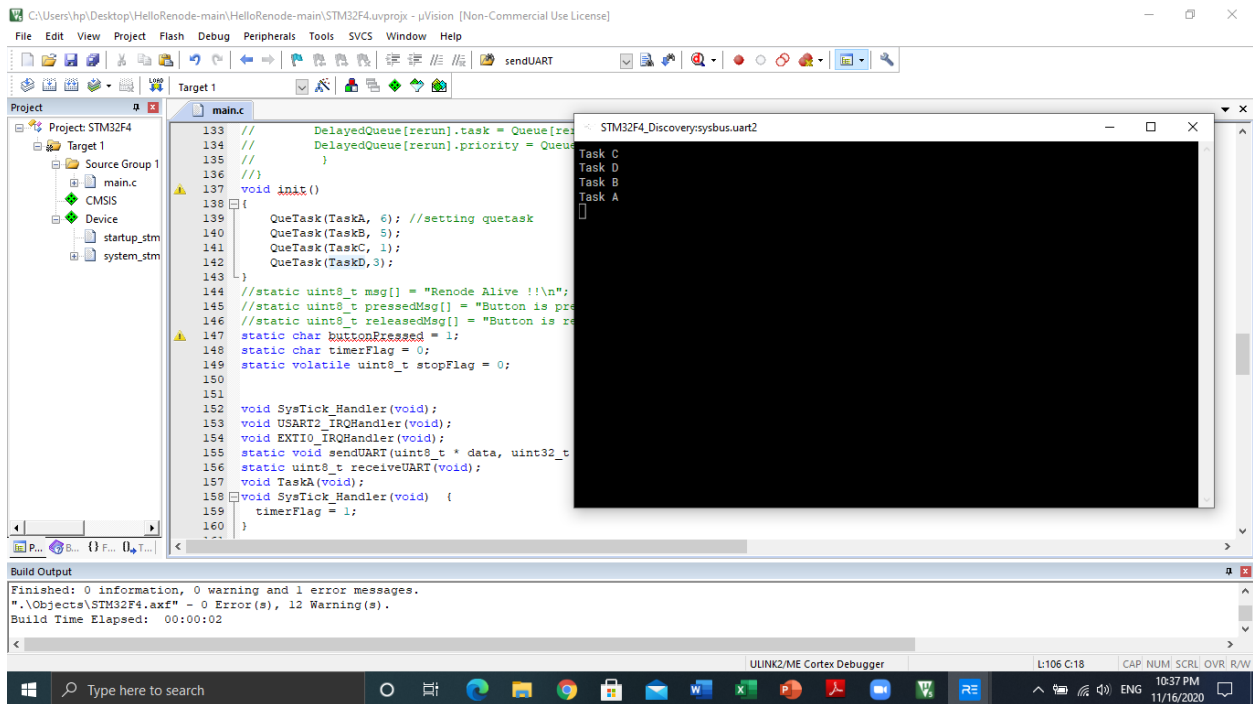 C:\Users\hp\Desktop\HelloRenode-main\HelloRenode-main\STM32F4.uvprojx - µVision [Non-Commercial Use License]
File Edit View Project Flash Debug Peripherals Tools SVCS Window Help
sendUART
LOAD
Target 1
Project
main.c
Project: STM32F4
Target 1
Source Group 1
main.c
CMSIS
Device
startup_stm
system_stm
133 // DelayedQueue[rerun].task = Queue[rer
134 // DelayedQueue[rerun].priority = Queue
135 // }
136 //}
137 void init()
138 {
139 QueTask(TaskA, 6); //setting quetask
140 QueTask(TaskB, 5);
141 QueTask(TaskC, 1);
142 QueTask(TaskD,3);
143 }
144 //static uint8_t msg[] = "Renode Alive !!\n";
145 //static uint8_t pressedMsg[] = "Button is pre
146 //static uint8_t releasedMsg[] = "Button is re
147 static char buttonPressed = 1;
148 static char timerFlag = 0;
149 static volatile uint8_t stopFlag = 0;
150
151
152 void SysTick_Handler(void);
153 void USART2_IRQHandler(void);
154 void EXTI0_IRQHandler(void);
155 static void sendUART(uint8_t * data, uint32_t
156 static uint8_t receiveUART(void);
157 void TaskA(void);
158 void SysTick_Handler(void) {
159 timerFlag = 1;
160 }
STM32F4_Discovery:sysbus.uart2
Task C
Task D
Task B
Task A
P... B... {} F... 0 T...
Build Output
Finished: 0 information, 0 warning and 1 error messages.
".\Objects\STM32F4.axf" - 0 Error(s), 12 Warning(s).
Build Time Elapsed: 00:00:02
ULINK2/ME Cortex Debugger L:106 C:18 CAP NUM SCRL OVR R/W
Type here to search
RE
ENG
10:37 PM
11/16/2020